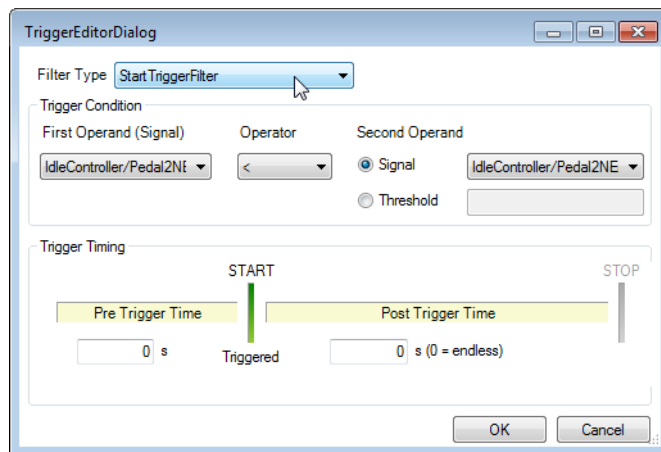 TriggerEditorDialog
Filter Type StartTriggerFilter
Trigger Condition
First Operand (Signal) Operator Second Operand
IdleController/Pedal2NE < Signal IdleController/Pedal2NE
Threshold
Trigger Timing
START STOP
Pre Trigger Time Post Trigger Time
0 s Triggered 0 s (0 = endless)
OK Cancel